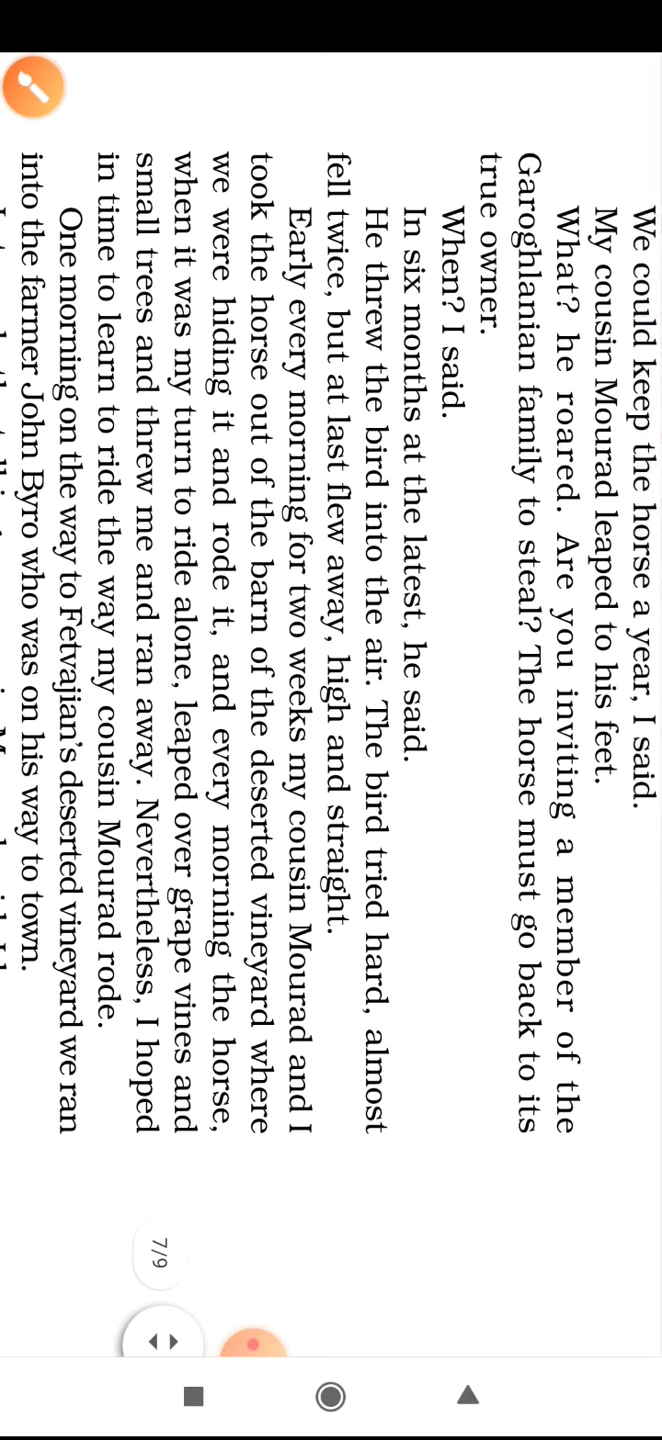 We could keep the horse a year, I said.
My cousin Mourad leaped to his feet.
What? he roared. Are you inviting a member of the
Garoghlanian family to steal? The horse must go back to its
true owner.
When? I said.
In six months at the latest, he said.
He threw the bird into the air. The bird tried hard, almost
fell twice, but at last flew away, high and straight.
Early every morning for two weeks my cousin Mourad and I
took the horse out of the barn of the deserted vineyard where
we were hiding it and rode it, and every morning the horse,
when it was my turn to ride alone, leaped over grape vines and
small trees and threw me and ran away. Nevertheless, I hoped
in time to learn to ride the way my cousin Mourad rode.
One morning on the way to Fetvajian's deserted vineyard we ran
into the farmer John Byro who was on his way to town.
7/9